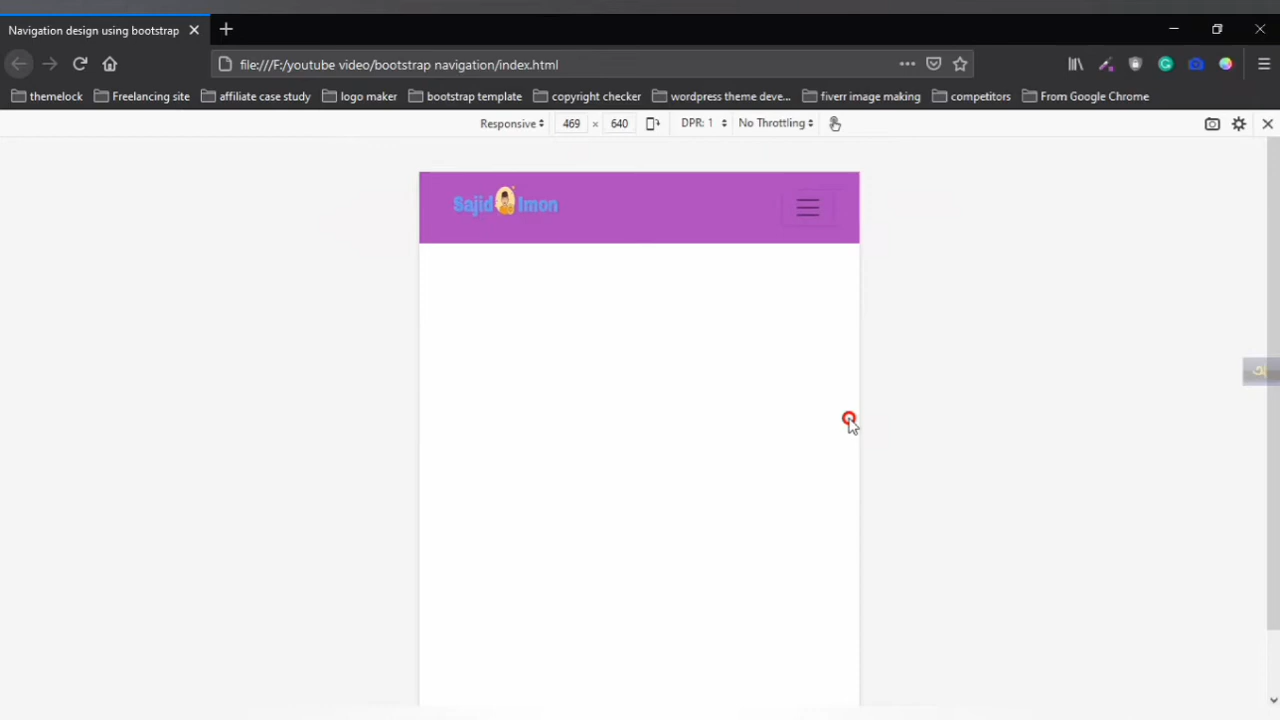 Navigation design using bootstrap
file:///F:/youtube video/bootstrap navigation/index.html
themelock Freelancing site affiliate case study logo maker bootstrap template copyright checker wordpress theme deve... fiverr image making competitors From Google Chrome
Responsive 469 × 640 DPR: 1 No Throttling
Sajid Imon
অ